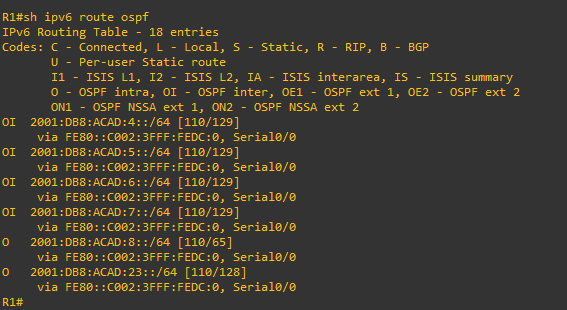 R1#sh ipv6 route ospf
IPv6 Routing Table - 18 entries
Codes: C - Connected, L - Local, S - Static, R - RIP, B - BGP
       U - Per-user Static route
       I1 - ISIS L1, I2 - ISIS L2, IA - ISIS interarea, IS - ISIS summary
       O - OSPF intra, OI - OSPF inter, OE1 - OSPF ext 1, OE2 - OSPF ext 2
       ON1 - OSPF NSSA ext 1, ON2 - OSPF NSSA ext 2
OI  2001:DB8:ACAD:4::/64 [110/129]
     via FE80::C002:3FFF:FEDC:0, Serial0/0
OI  2001:DB8:ACAD:5::/64 [110/129]
     via FE80::C002:3FFF:FEDC:0, Serial0/0
OI  2001:DB8:ACAD:6::/64 [110/129]
     via FE80::C002:3FFF:FEDC:0, Serial0/0
OI  2001:DB8:ACAD:7::/64 [110/129]
     via FE80::C002:3FFF:FEDC:0, Serial0/0
O   2001:DB8:ACAD:8::/64 [110/65]
     via FE80::C002:3FFF:FEDC:0, Serial0/0
O   2001:DB8:ACAD:23::/64 [110/128]
     via FE80::C002:3FFF:FEDC:0, Serial0/0
R1#